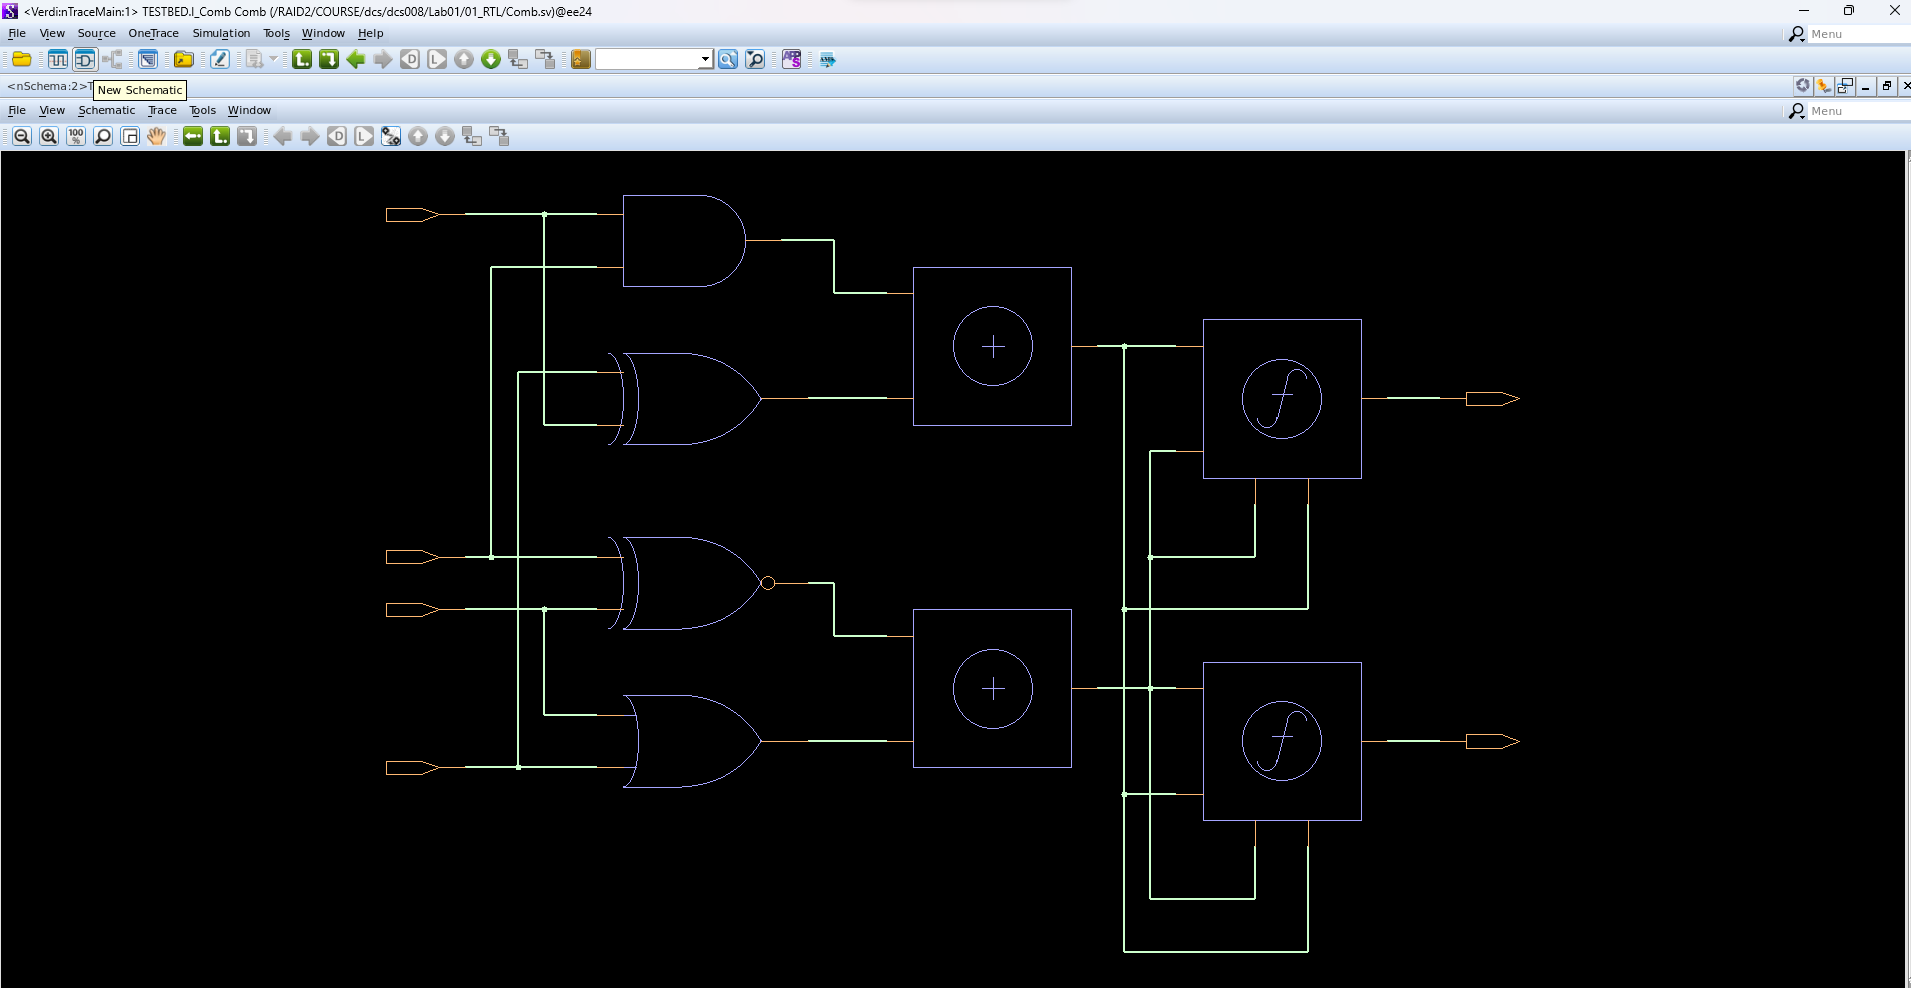 <Verdi:nTraceMain:1> TESTBED.I_Comb Comb (/RAID2/COURSE/dcs/dcs008/Lab01/01_RTL/Comb.sv)@ee24
File View Source OneTrace Simulation Tools Window Help
Menu
<nSchema:2>T
New Schematic
File View Schematic Trace Tools Window
Menu
100 %